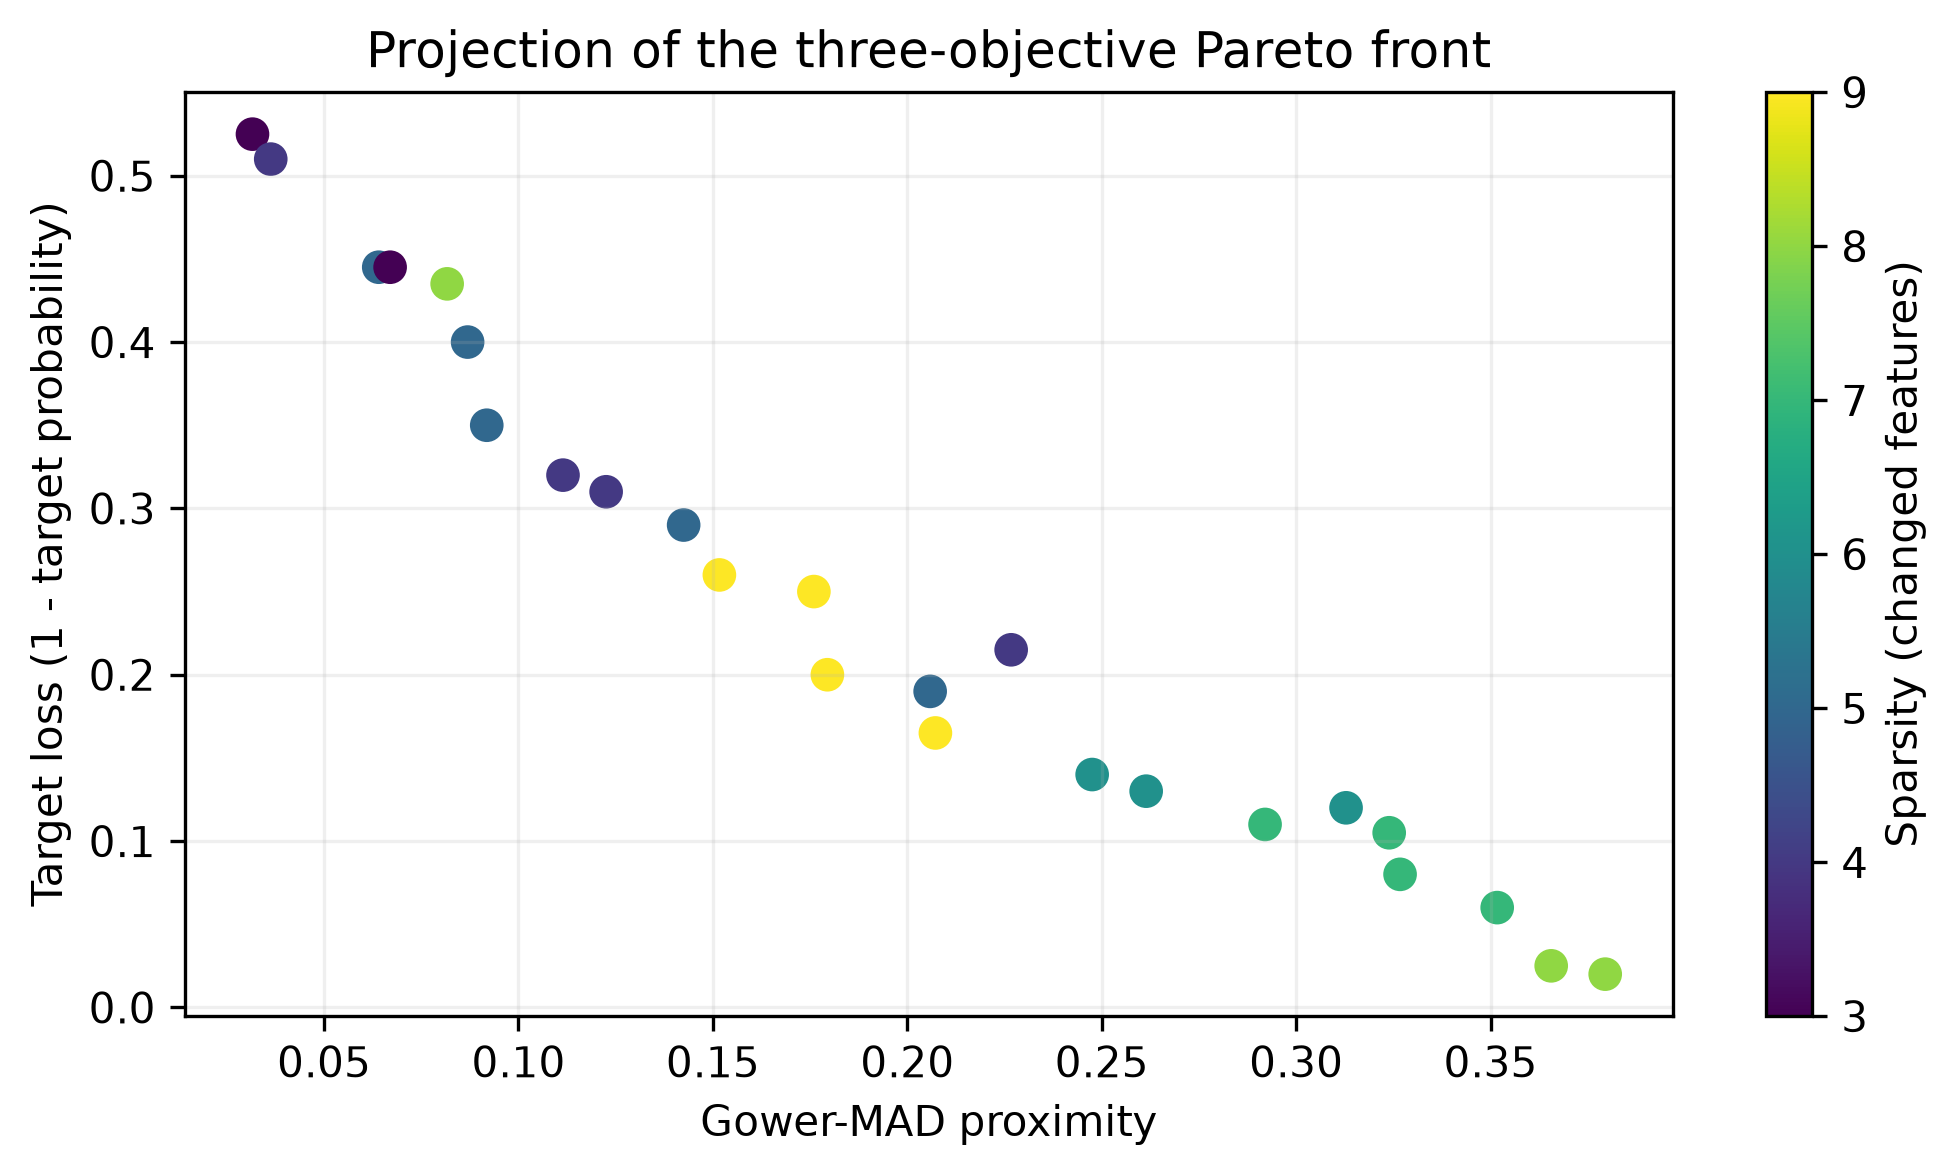 Projection of the three-objective Pareto front
Target loss (1 - target probability)
0.5
0.4
0.3
0.2
0.1
0.0
0.05 0.10 0.15 0.20 0.25 0.30 0.35
Gower-MAD proximity
9
8
7
6
5
4
3
Sparsity (changed features)